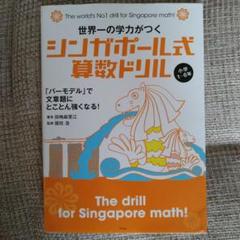 The world's No.1 drill for Singapore math!
世界一の学力がつく
シンガポール式
算数ドリル
小学1~6年
「バーモデル」で
文章題に
とことん強くなる!
The drill
for Singapore math!